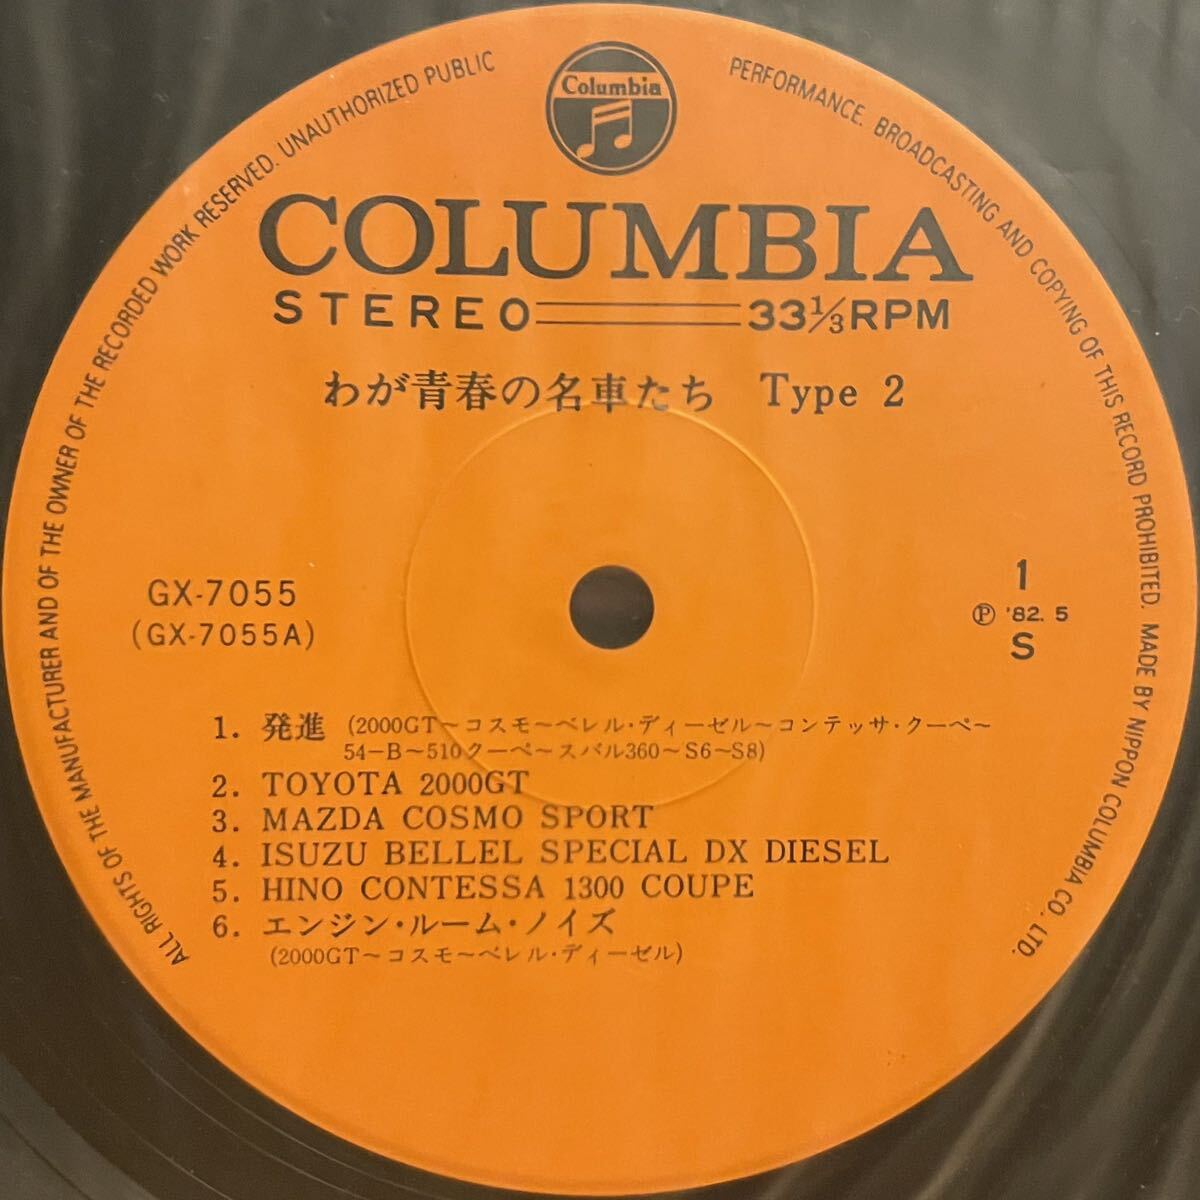 ALL RIGHTS OF THE MANUFACTURER AND OF THE OWNER OF THE RECORDED WORK RESERVED. UNAUTHORIZED PUBLIC PERFORMANCE. BROADCASTING AND COPYING OF THIS RECORD PROHIBITED. MADE BY NIPPON COLUMBIA CO., LTD.
Columbia
COLUMBIA
STEREO 33⅓RPM
わが青春の名車たち Type 2
GX-7055
(GX-7055A)
1
Ⓟ '82. 5
S
1. 発進 (2000GT～コスモ～ベレル・ディーゼル～コンテッサ・クーペ～
54-B～510クーペ～スバル360～S6～S8)
2. TOYOTA 2000GT
3. MAZDA COSMO SPORT
4. ISUZU BELLEL SPECIAL DX DIESEL
5. HINO CONTESSA 1300 COUPE
6. エンジン・ルーム・ノイズ
(2000GT～コスモ～ベレル・ディーゼル)